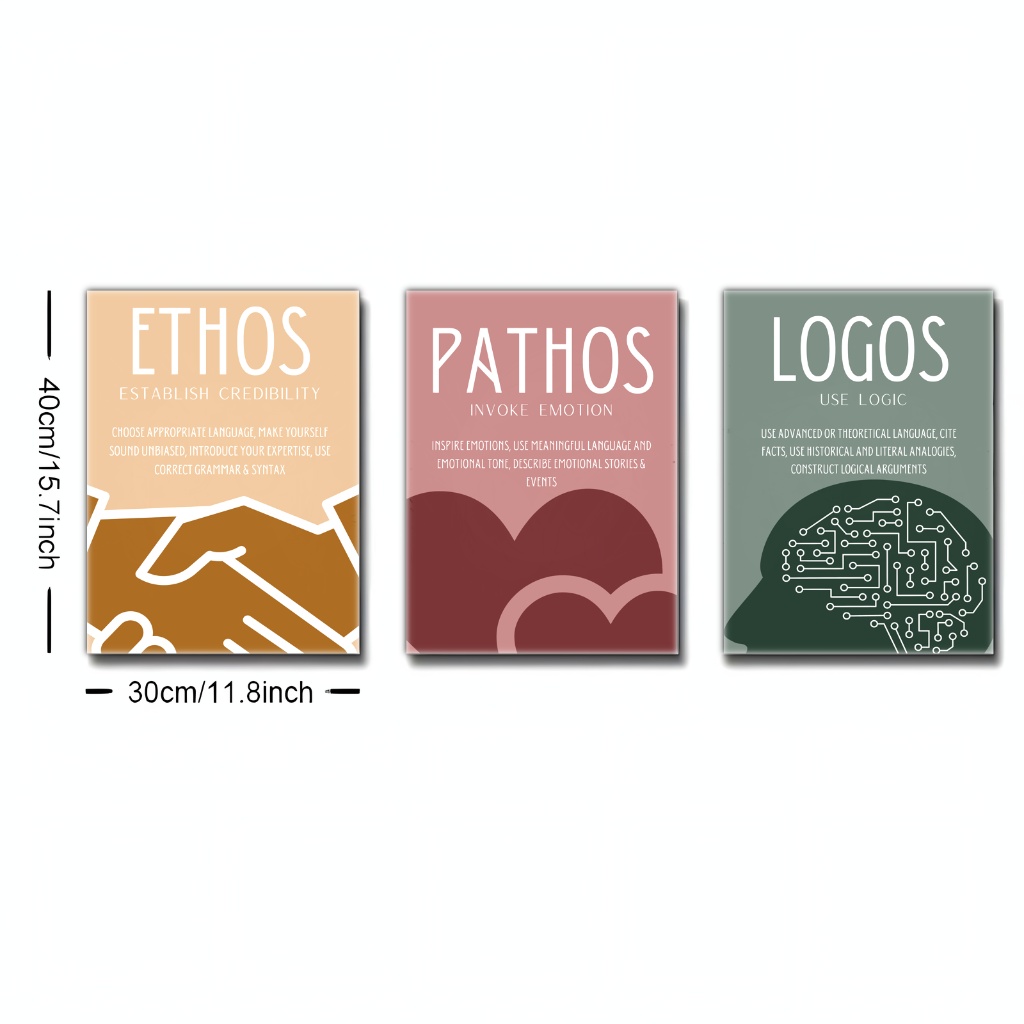 ETHOS
ESTABLISH CREDIBILITY
CHOOSE APPROPRIATE LANGUAGE, MAKE YOURSELF
SOUND UNBIASED, INTRODUCE YOUR EXPERTISE, USE
CORRECT GRAMMAR & SYNTAX
PATHOS
INVOKE EMOTION
INSPIRE EMOTIONS, USE MEANINGFUL LANGUAGE AND
EMOTIONAL TONE, DESCRIBE EMOTIONAL STORIES &
EVENTS
LOGOS
USE LOGIC
USE ADVANCED OR THEORETICAL LANGUAGE, CITE
FACTS, USE HISTORICAL AND LITERAL ANALOGIES,
CONSTRUCT LOGICAL ARGUMENTS
40cm/15.7inch
30cm/11.8inch